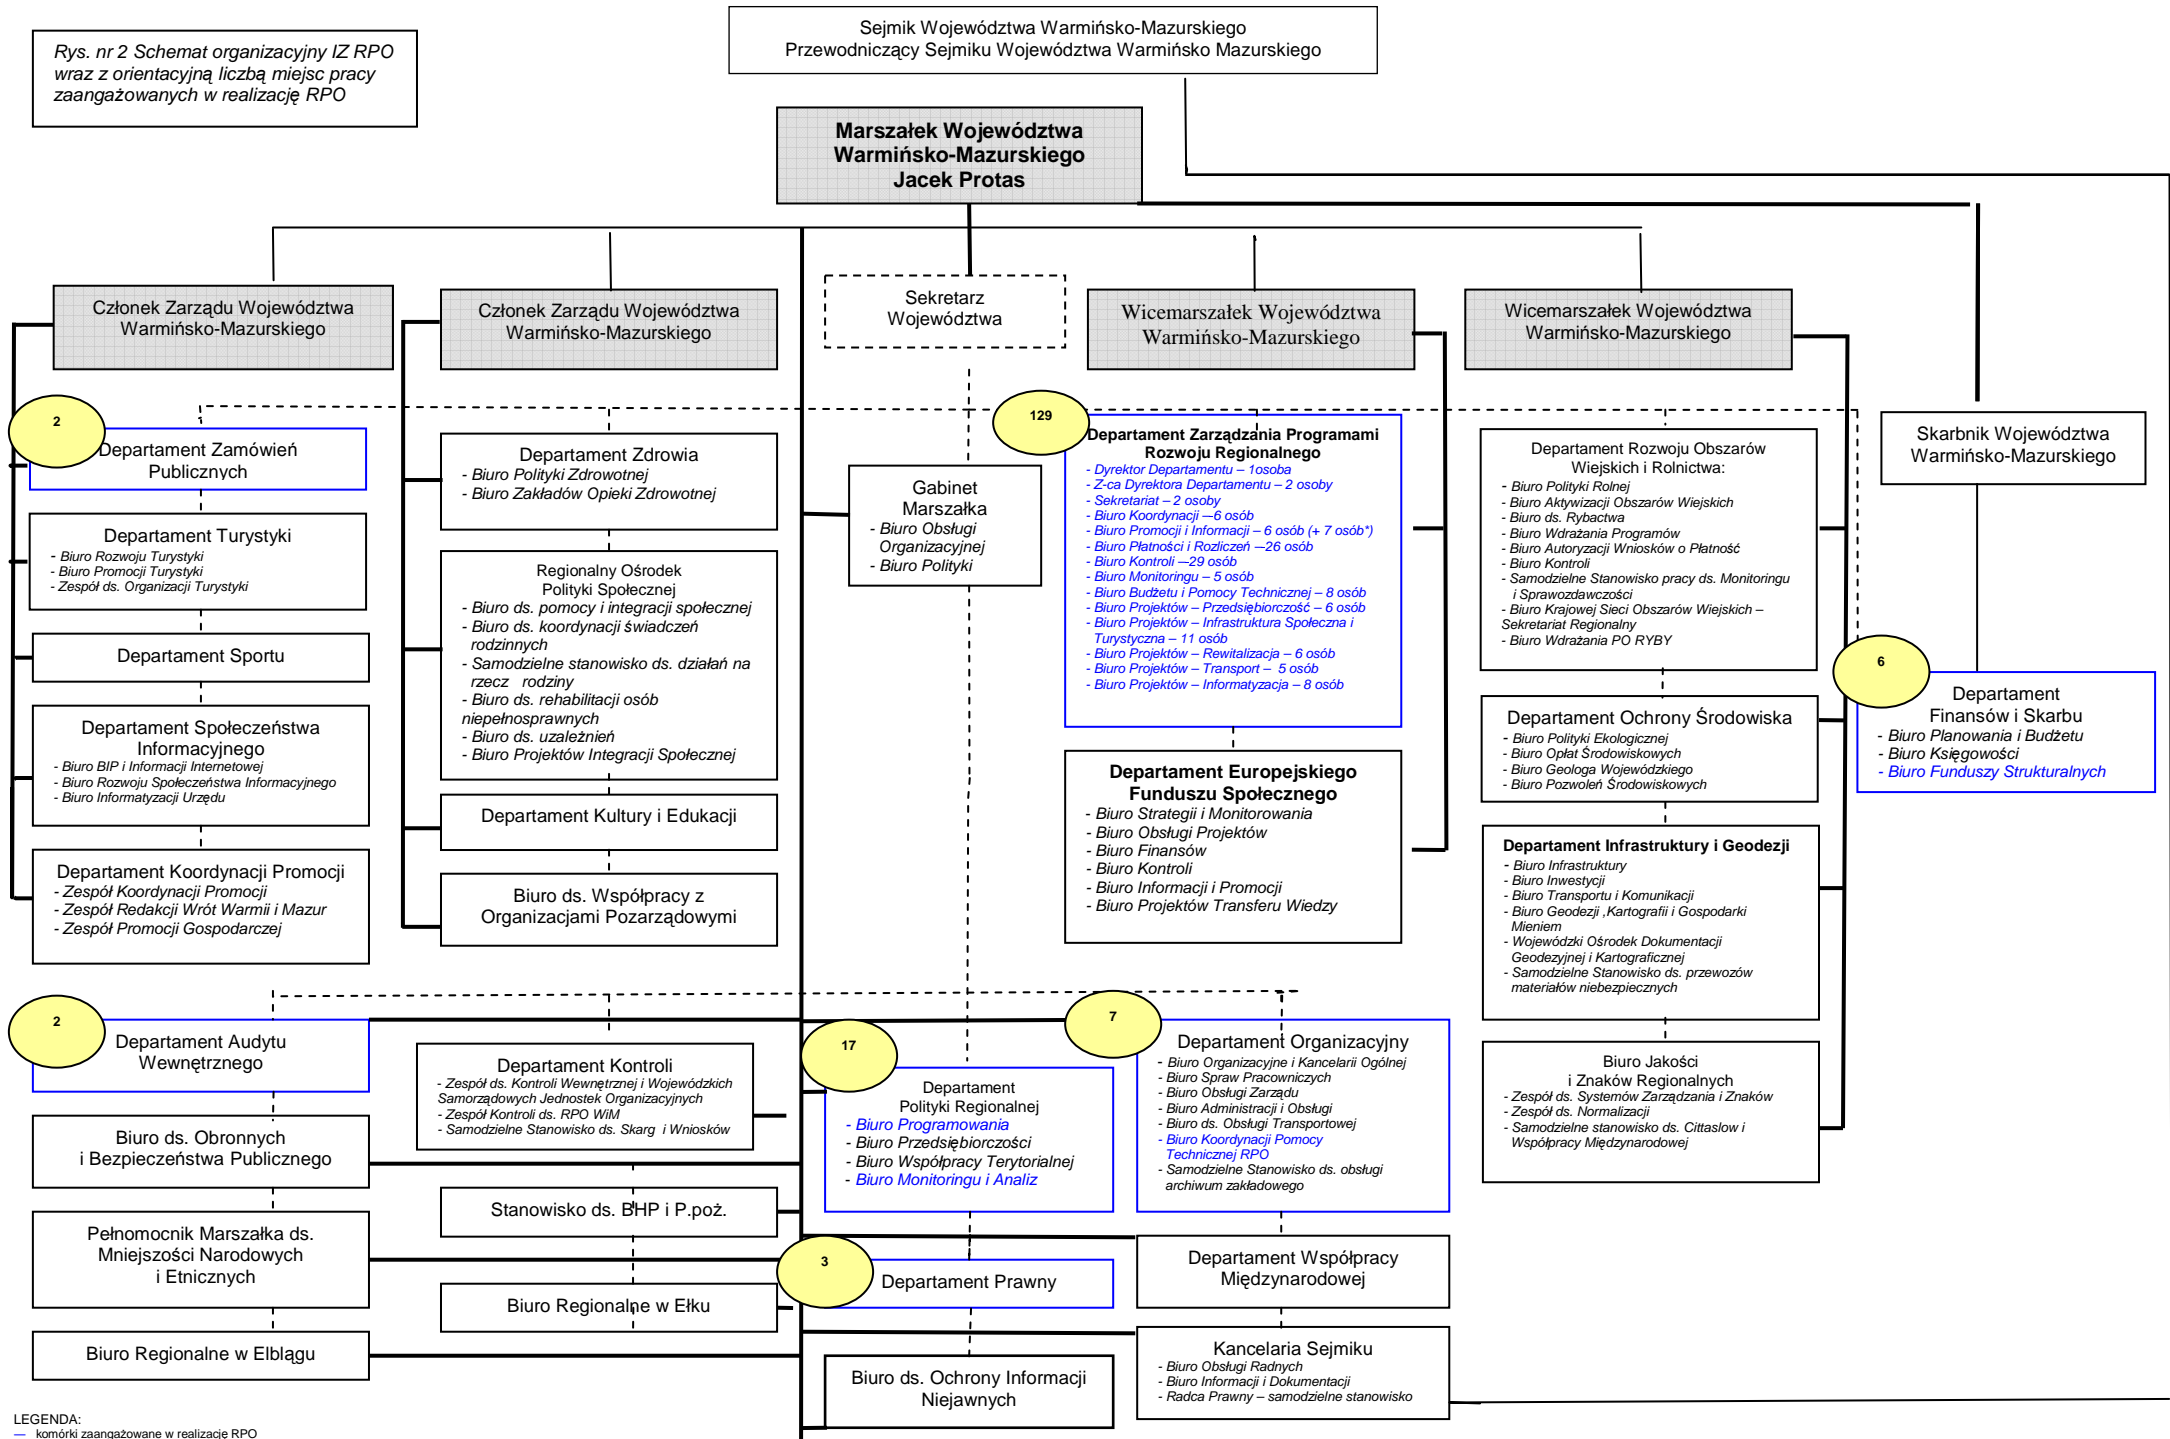 Rys. nr 2 Schemat organizacyjny IZ RPO
wraz z orientacyjną liczbą miejsc pracy
zaangażowanych w realizację RPO
Sejmik Województwa Warmińsko-Mazurskiego
Przewodniczący Sejmiku Województwa Warmińsko Mazurskiego
Marszałek Województwa
Warmińsko-Mazurskiego
Jacek Protas
Członek Zarządu Województwa
Warmińsko-Mazurskiego
Członek Zarządu Województwa
Warmińsko-Mazurskiego
Sekretarz
Województwa
Wicemarszałek Województwa
Warmińsko-Mazurskiego
Wicemarszałek Województwa
Warmińsko-Mazurskiego
Skarbnik Województwa
Warmińsko-Mazurskiego
2
Departament Zamówień
Publicznych
Departament Turystyki
- Biuro Rozwoju Turystyki
- Biuro Promocji Turystyki
- Zespół ds. Organizacji Turystyki
Departament Sportu
Departament Społeczeństwa
Informacyjnego
- Biuro BIP i Informacji Internetowej
- Biuro Rozwoju Społeczeństwa Informacyjnego
- Biuro Informatyzacji Urzędu
Departament Koordynacji Promocji
- Zespół Koordynacji Promocji
- Zespół Redakcji Wrót Warmii i Mazur
- Zespół Promocji Gospodarczej
Departament Zdrowia
- Biuro Polityki Zdrowotnej
- Biuro Zakładów Opieki Zdrowotnej
Regionalny Ośrodek
Polityki Społecznej
- Biuro ds. pomocy i integracji społecznej
- Biuro ds. koordynacji świadczeń
rodzinnych
- Samodzielne stanowisko ds. działań na
rzecz rodziny
- Biuro ds. rehabilitacji osób
niepełnosprawnych
- Biuro ds. uzależnień
- Biuro Projektów Integracji Społecznej
Departament Kultury i Edukacji
Biuro ds. Współpracy z
Organizacjami Pozarządowymi
Gabinet
Marszałka
- Biuro Obsługi
Organizacyjnej
- Biuro Polityki
129
Departament Zarządzania Programami
Rozwoju Regionalnego
- Dyrektor Departamentu – 1osoba
- Z-ca Dyrektora Departamentu – 2 osoby
- Sekretariat – 2 osoby
- Biuro Koordynacji –-6 osób
- Biuro Promocji i Informacji – 6 osób (+ 7 osób*)
- Biuro Płatności i Rozliczeń –-26 osób
- Biuro Kontroli –-29 osób
- Biuro Monitoringu – 5 osób
- Biuro Budżetu i Pomocy Technicznej – 8 osób
- Biuro Projektów – Przedsiębiorczość – 6 osób
- Biuro Projektów – Infrastruktura Społeczna i
Turystyczna – 11 osób
- Biuro Projektów – Rewitalizacja – 6 osób
- Biuro Projektów – Transport – 5 osób
- Biuro Projektów – Informatyzacja – 8 osób
Departament Europejskiego
Funduszu Społecznego
- Biuro Strategii i Monitorowania
- Biuro Obsługi Projektów
- Biuro Finansów
- Biuro Kontroli
- Biuro Informacji i Promocji
- Biuro Projektów Transferu Wiedzy
Departament Rozwoju Obszarów
Wiejskich i Rolnictwa:
- Biuro Polityki Rolnej
- Biuro Aktywizacji Obszarów Wiejskich
- Biuro ds. Rybactwa
- Biuro Wdrażania Programów
- Biuro Autoryzacji Wniosków o Płatność
- Biuro Kontroli
- Samodzielne Stanowisko pracy ds. Monitoringu
i Sprawozdawczości
- Biuro Krajowej Sieci Obszarów Wiejskich –
Sekretariat Regionalny
- Biuro Wdrażania PO RYBY
Departament Ochrony Środowiska
- Biuro Polityki Ekologicznej
- Biuro Opłat Środowiskowych
- Biuro Geologa Wojewódzkiego
- Biuro Pozwoleń Środowiskowych
Departament Infrastruktury i Geodezji
- Biuro Infrastruktury
- Biuro Inwestycji
- Biuro Transportu i Komunikacji
- Biuro Geodezji ,Kartografii i Gospodarki
Mieniem
- Wojewódzki Ośrodek Dokumentacji
Geodezyjnej i Kartograficznej
- Samodzielne Stanowisko ds. przewozów
materiałów niebezpiecznych
Biuro Jakości
i Znaków Regionalnych
- Zespół ds. Systemów Zarządzania i Znaków
- Zespół ds. Normalizacji
- Samodzielne stanowisko ds. Cittaslow i
Współpracy Międzynarodowej
6
Departament
Finansów i Skarbu
- Biuro Planowania i Budżetu
- Biuro Księgowości
- Biuro Funduszy Strukturalnych
2
Departament Audytu
Wewnętrznego
Biuro ds. Obronnych
i Bezpieczeństwa Publicznego
Pełnomocnik Marszałka ds.
Mniejszości Narodowych
i Etnicznych
Biuro Regionalne w Elblągu
Departament Kontroli
- Zespół ds. Kontroli Wewnętrznej i Wojewódzkich
Samorządowych Jednostek Organizacyjnych
- Zespół Kontroli ds. RPO WiM
- Samodzielne Stanowisko ds. Skarg i Wniosków
Stanowisko ds. BHP i P.poż.
Biuro Regionalne w Ełku
17
Departament
Polityki Regionalnej
- Biuro Programowania
- Biuro Przedsiębiorczości
- Biuro Współpracy Terytorialnej
- Biuro Monitoringu i Analiz
3
Departament Prawny
Biuro ds. Ochrony Informacji
Niejawnych
7
Departament Organizacyjny
- Biuro Organizacyjne i Kancelarii Ogólnej
- Biuro Spraw Pracowniczych
- Biuro Obsługi Zarządu
- Biuro Administracji i Obsługi
- Biuro ds. Obsługi Transportowej
- Biuro Koordynacji Pomocy
Technicznej RPO
- Samodzielne Stanowisko ds. obsługi
archiwum zakładowego
Departament Współpracy
Międzynarodowej
Kancelaria Sejmiku
- Biuro Obsługi Radnych
- Biuro Informacji i Dokumentacji
- Radca Prawny – samodzielne stanowisko
LEGENDA:
— komórki zaangażowane w realizację RPO